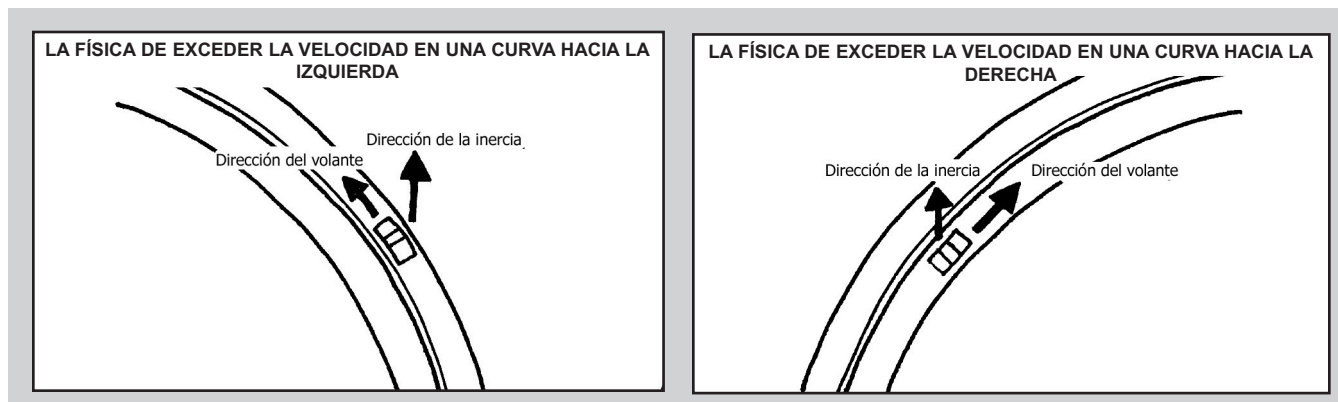 LA FÍSICA DE EXCEDER LA VELOCIDAD EN UNA CURVA HACIA LA
IZQUIERDA
Dirección de la inercia
Dirección del volante
LA FÍSICA DE EXCEDER LA VELOCIDAD EN UNA CURVA HACIA LA
DERECHA
Dirección de la inercia
Dirección del volante